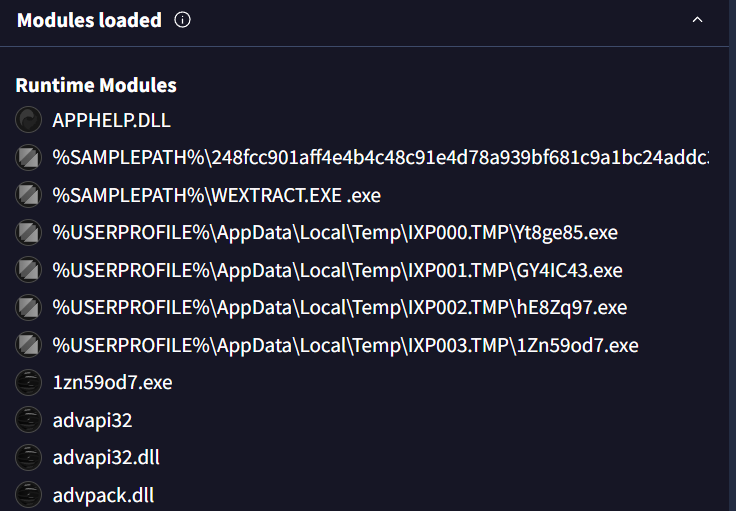 Modules loaded
Runtime Modules
APPHELP.DLL
%SAMPLEPATH%\248fcc901aff4e4b4c48c91e4d78a939bf681c9a1bc24addc
%SAMPLEPATH%\WEXTRACT.EXE .exe
%USERPROFILE%\AppData\Local\Temp\IXP000.TMP\Yt8ge85.exe
%USERPROFILE%\AppData\Local\Temp\IXP001.TMP\GY4IC43.exe
%USERPROFILE%\AppData\Local\Temp\IXP002.TMP\hE8Zq97.exe
%USERPROFILE%\AppData\Local\Temp\IXP003.TMP\1Zn59od7.exe
1zn59od7.exe
advapi32
advapi32.dll
advpack.dll